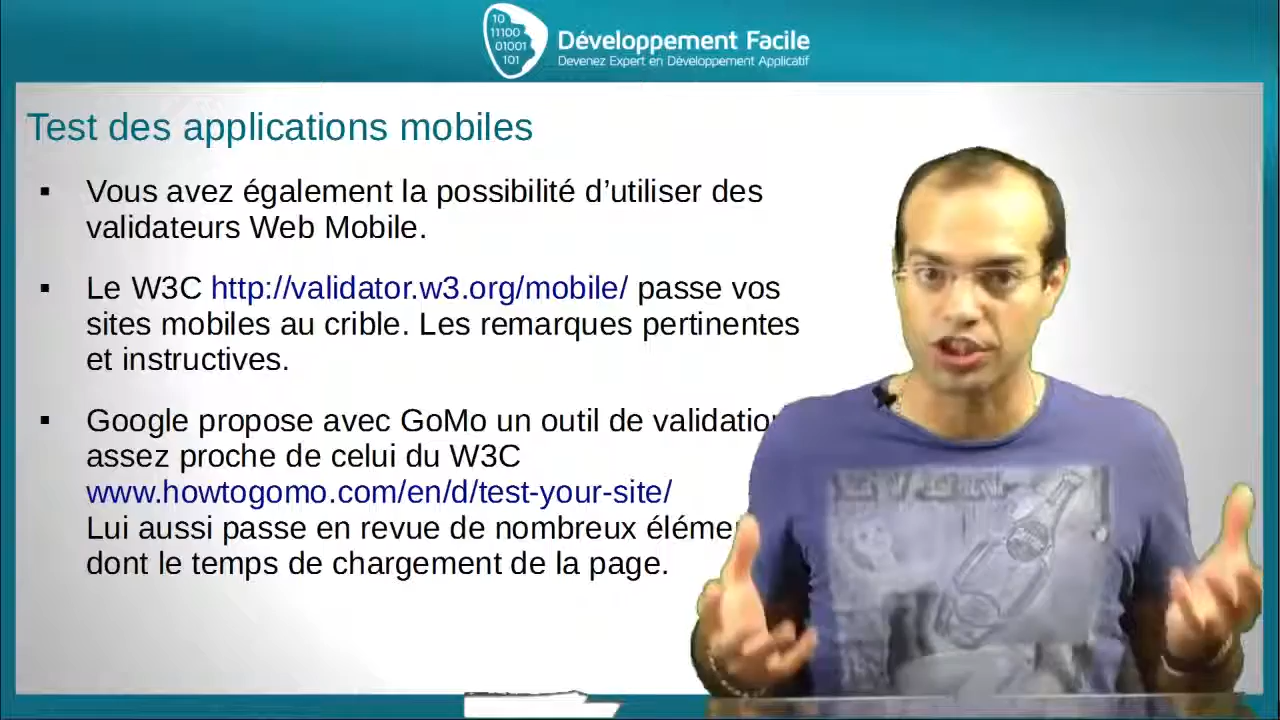 10
11100
01001
101
Développement Facile
Devenez Expert en Développement Applicatif
Test des applications mobiles
Vous avez également la possibilité d’utiliser des
validateurs Web Mobile.
Le W3C http://validator.w3.org/mobile/ passe vos
sites mobiles au crible. Les remarques pertinentes
et instructives.
Google propose avec GoMo un outil de
assez proche de celui du W3C
www.howtogomo.com/en/d/test-your-site/
Lui aussi passe en revue de nombreux
dont le temps de chargement de la page.